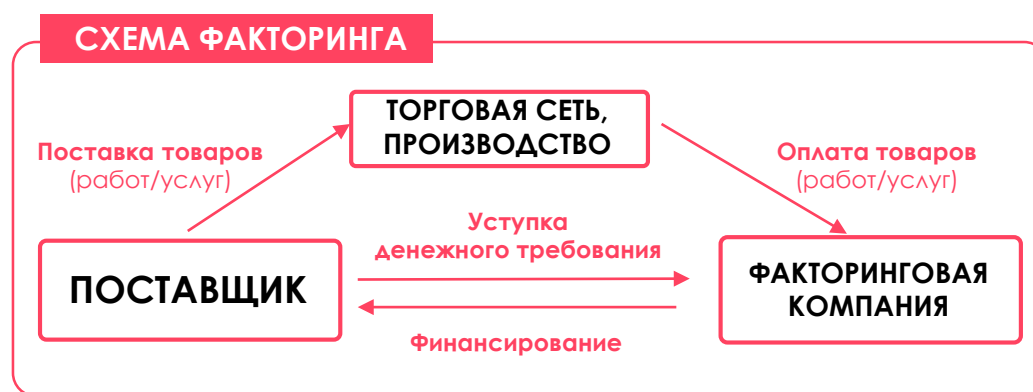 СХЕМА ФАКТОРИНГА
ТОРГОВАЯ СЕТЬ,
ПРОИЗВОДСТВО
Поставка товаров
(работ/услуг)
Оплата товаров
(работ/услуг)
Уступка
денежного требования
ПОСТАВЩИК
ФАКТОРИНГОВАЯ
КОМПАНИЯ
Финансирование